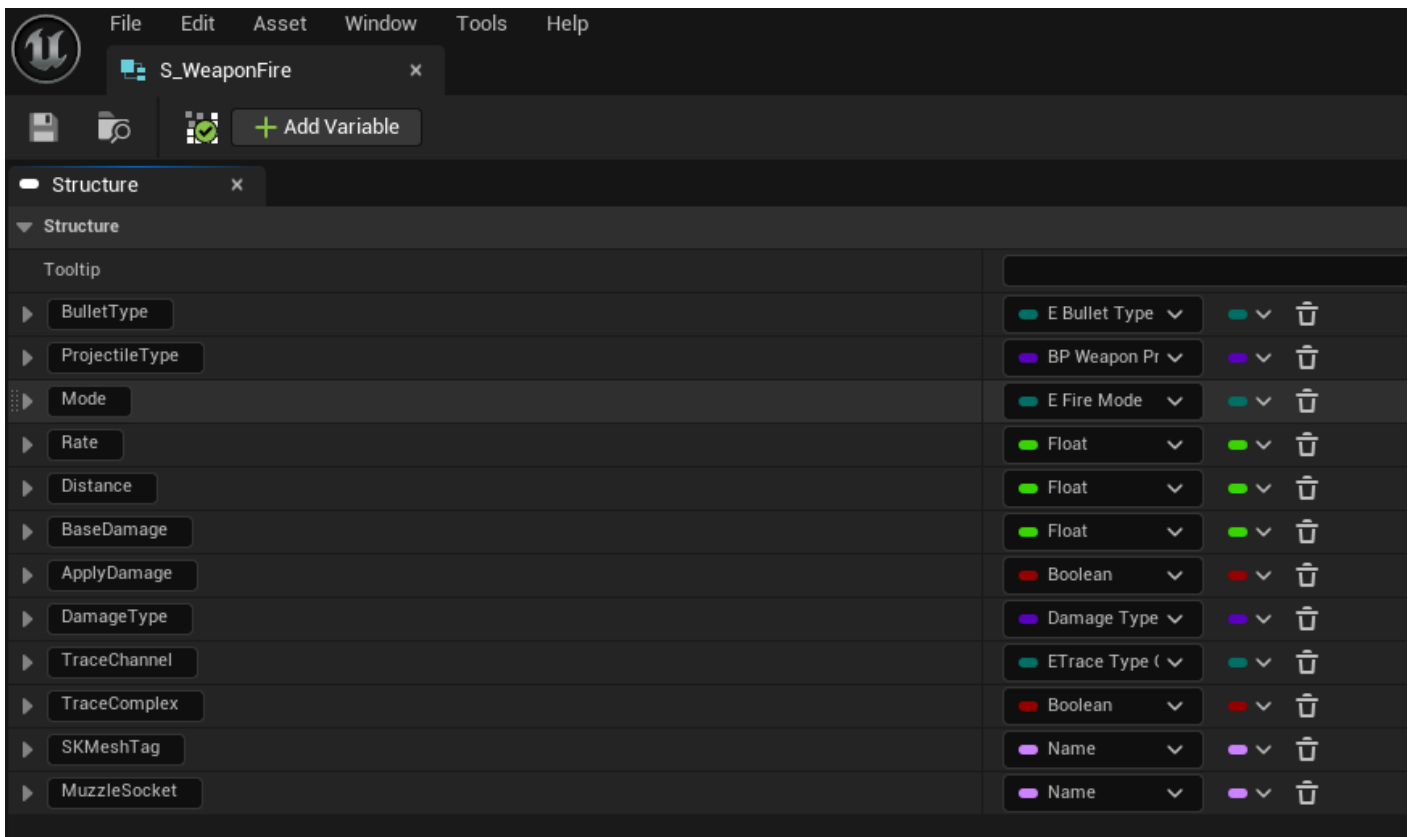 File Edit Asset Window Tools Help
S_WeaponFire
Add Variable
Structure
Structure
Tooltip
BulletType E Bullet Type
ProjectileType BP Weapon Pr
Mode E Fire Mode
Rate Float
Distance Float
BaseDamage Float
ApplyDamage Boolean
DamageType Damage Type
TraceChannel ETrace Type (
TraceComplex Boolean
SKMeshTag Name
MuzzleSocket Name